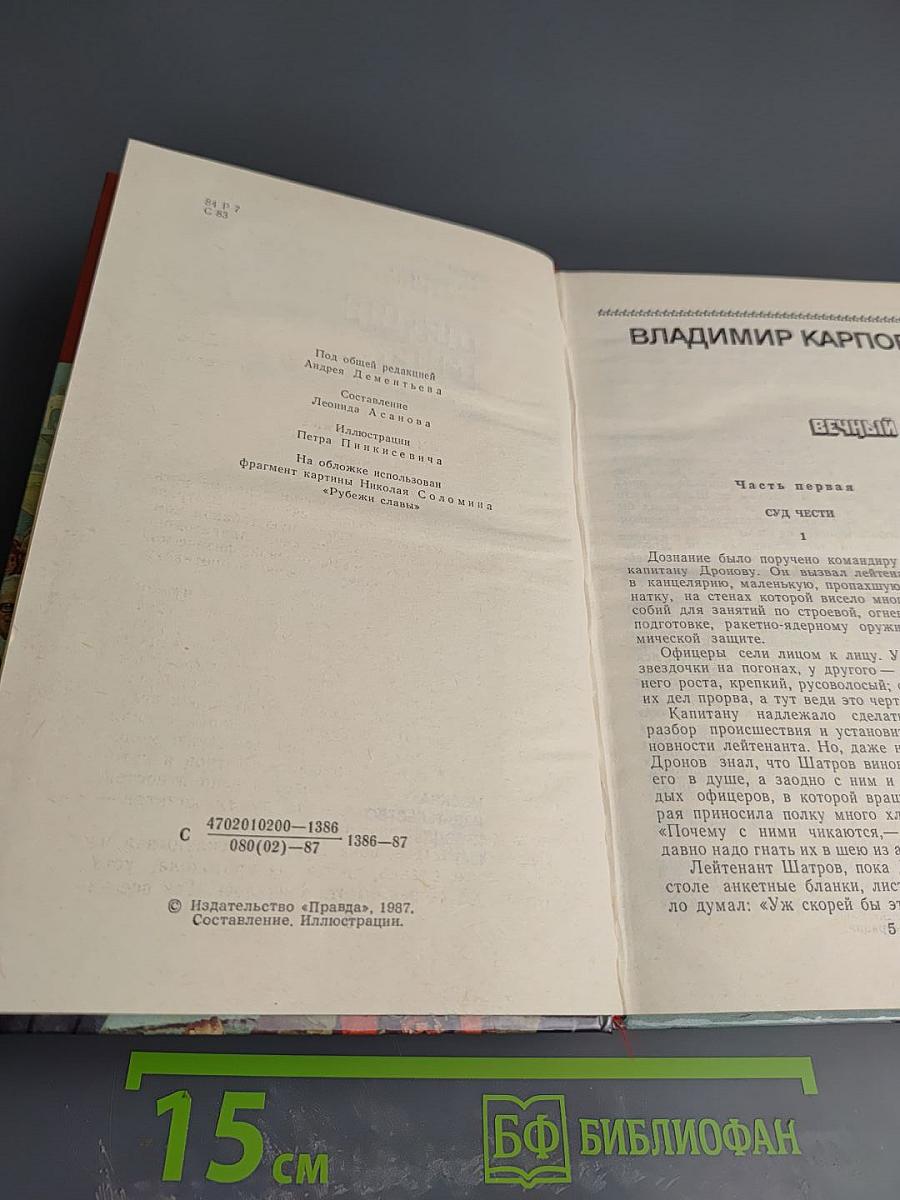 84 Р 7
С 83
Под общей редакцией
Андрея Дементьева
Составление
Леонида Асанова
Иллюстрации
Петра Пинкисевича
На обложке использован
фрагмент картины Николая Соломина
«Рубежи славы»
С 4702010200—1386 1386—87
080(02)—87
© Издательство «Правда», 1987.
Составление. Иллюстрации.
ВЛАДИМИР КАРПОВ
ВЕЧНЫЙ
Часть первая
СУД ЧЕСТИ
1
Дознание было поручено командиру
капитану Дронову. Он вызвал лейтена
в канцелярию, маленькую, пропахшую
натку, на стенах которой висело мног
собий для занятий по строевой, огнев
подготовке, ракетно-ядерному оружи
мической защите.
Офицеры сели лицом к лицу. У
звездочки на погонах, у другого —
него роста, крепкий, русоволосый;
их дел прорва, а тут веди это черт
Капитану надлежало сделат
разбор происшествия и установит
новности лейтенанта. Но, даже н
Дронов знал, что Шатров винов
его в душе, а заодно с ним и
дых офицеров, в которой вращ
рая приносила полку много хл
«Почему с ними чикаются,—
давно надо гнать их в шею из а
Лейтенант Шатров, пока
столе анкетные бланки, лист
ло думал: «Уж скорей бы эт
5
15 см
БФ БИБЛИОФАН